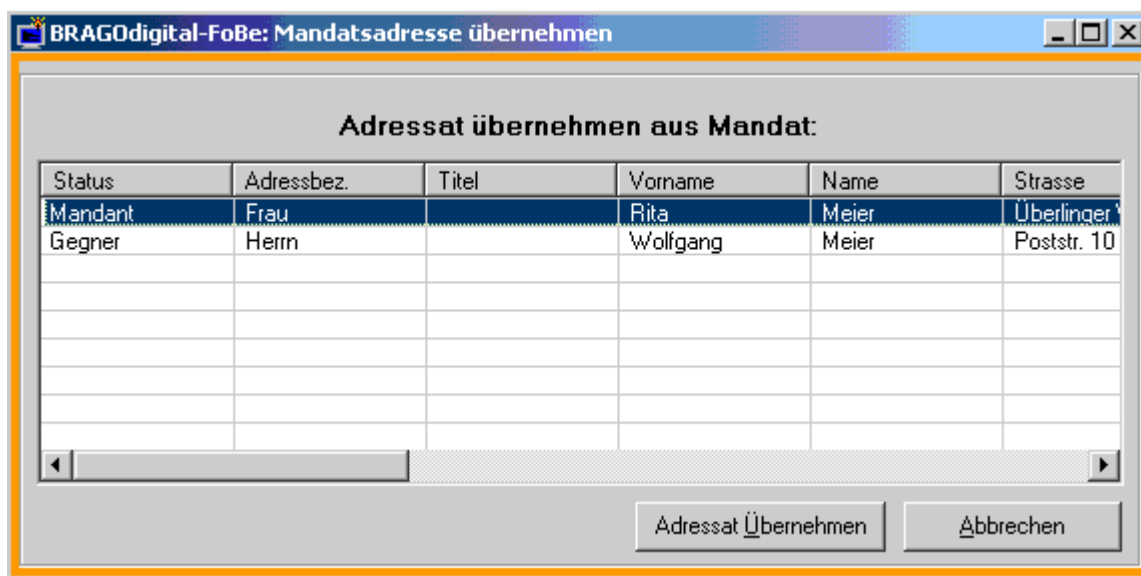 BRAGOdigital-FoBe: Mandatsadresse übernehmen
Adressat übernehmen aus Mandat:
Status Adressbez. Titel Vorname Name Strasse
Mandant Frau Rita Meier Überlinger
Gegner Herrn Wolfgang Meier Poststr. 10
Adressat Übernehmen Abbrechen